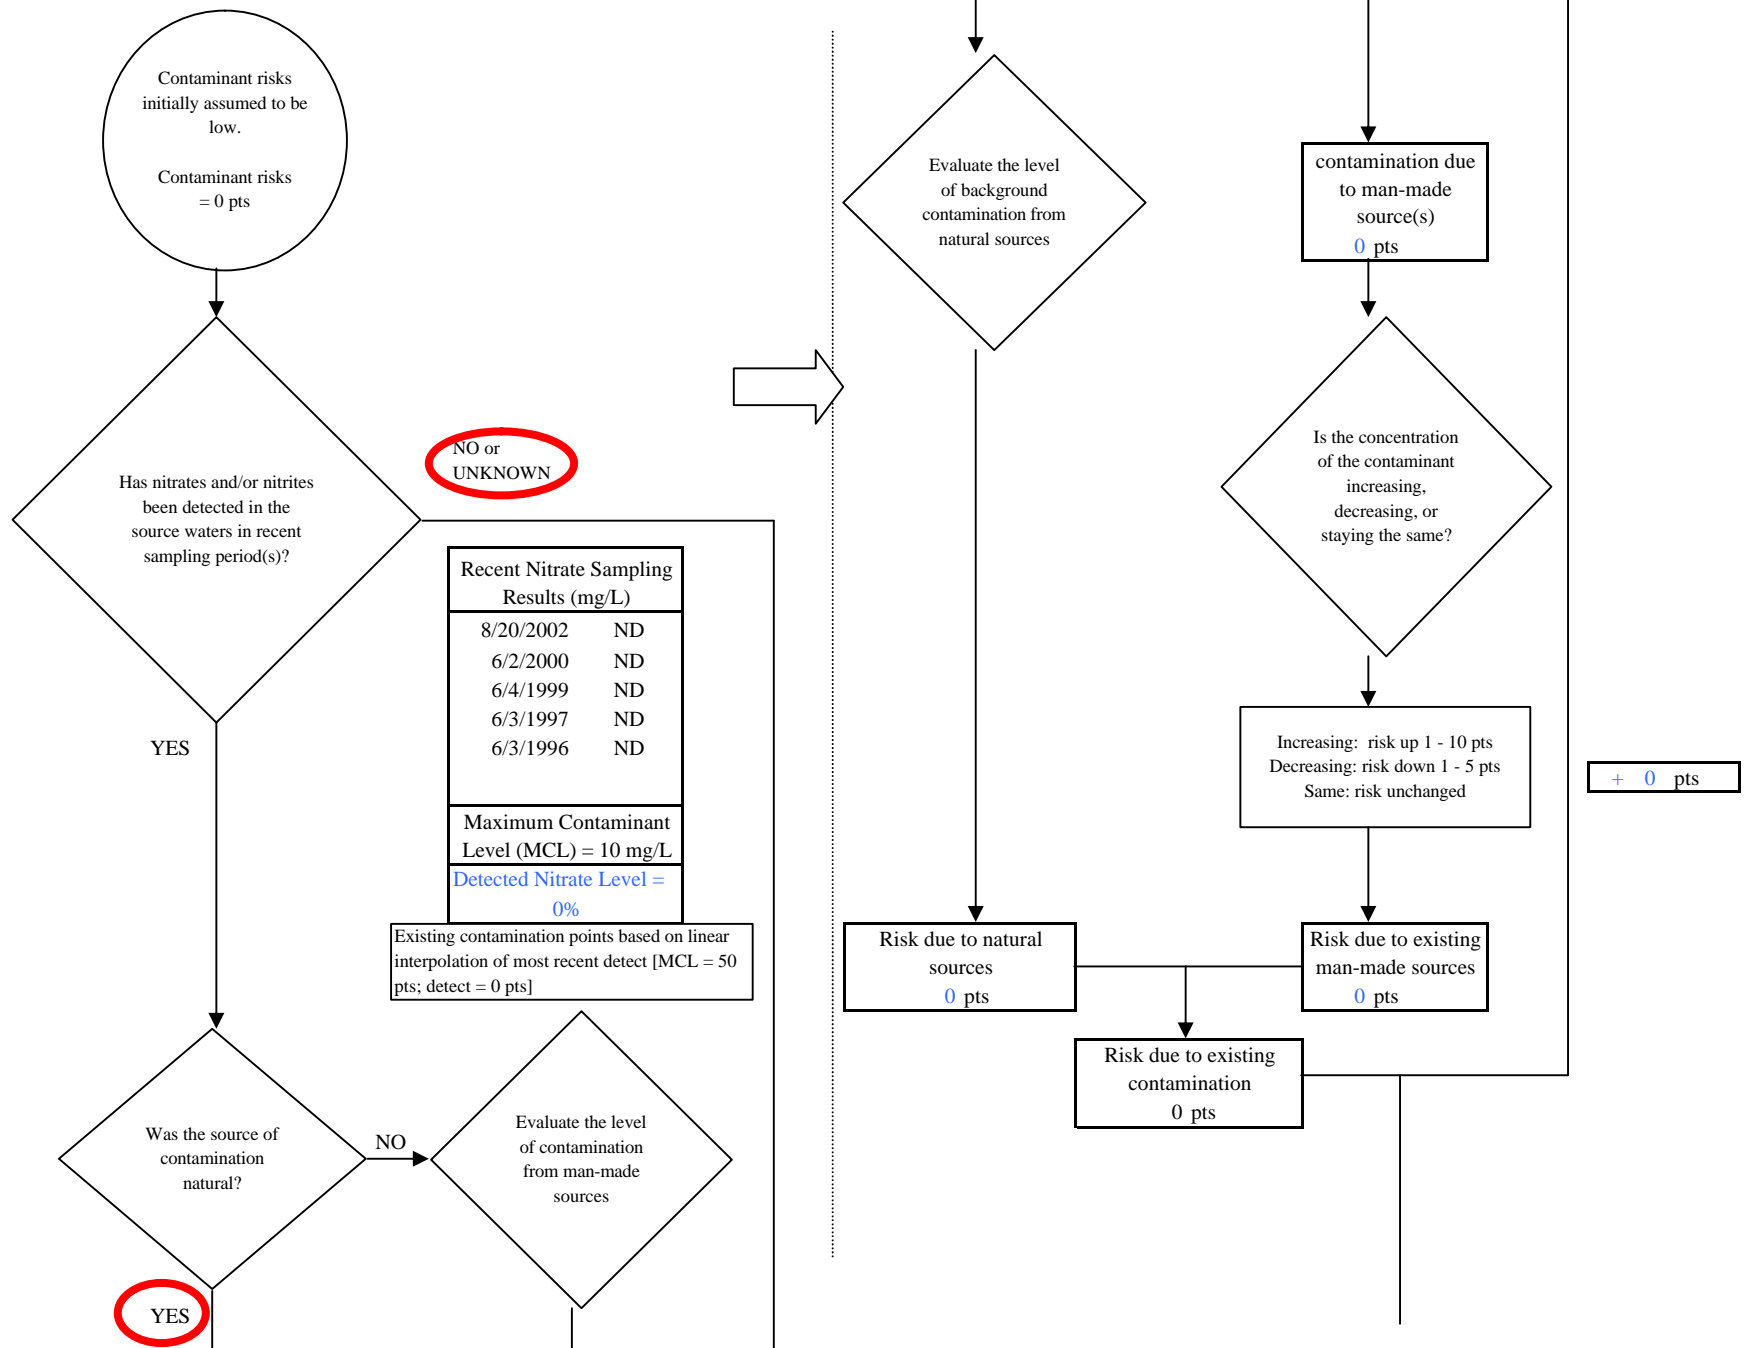 Contaminant risks
initially assumed to be
low.
Contaminant risks
= 0 pts
Has nitrates and/or nitrites
been detected in the
source waters in recent
sampling period(s)?
NO or
UNKNOWN
YES
Recent Nitrate Sampling
Results (mg/L)
8/20/2002 ND
6/2/2000 ND
6/4/1999 ND
6/3/1997 ND
6/3/1996 ND
Maximum Contaminant
Level (MCL) = 10 mg/L
Detected Nitrate Level =
0%
Existing contamination points based on linear
interpolation of most recent detect [MCL = 50
pts; detect = 0 pts]
Was the source of
contamination
natural?
NO
Evaluate the level
of contamination
from man-made
sources
YES
Evaluate the level
of background
contamination from
natural sources
contamination due
to man-made
source(s)
0 pts
Is the concentration
of the contaminant
increasing,
decreasing, or
staying the same?
Increasing: risk up 1 - 10 pts
Decreasing: risk down 1 - 5 pts
Same: risk unchanged
+ 0 pts
Risk due to natural
sources
0 pts
Risk due to existing
man-made sources
0 pts
Risk due to existing
contamination
0 pts